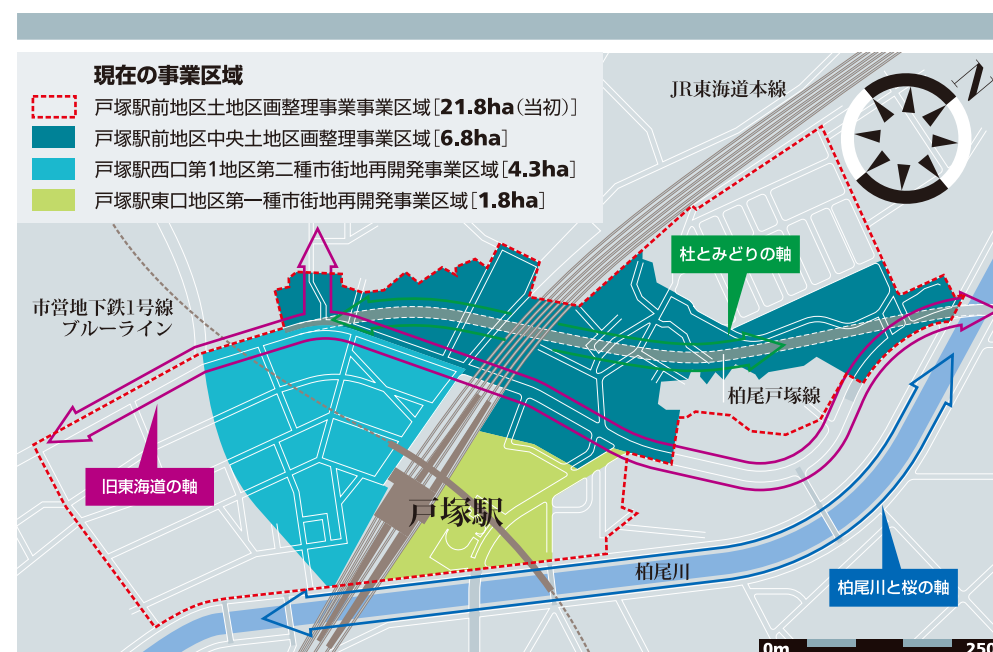 現在の事業区域
戸塚駅前地区土地区画整理事業事業区域[21.8ha(当初)]
戸塚駅前地区中央土地区画整理事業区域[6.8ha]
戸塚駅西口第1地区第二種市街地再開発事業区域[4.3ha]
戸塚駅東口地区第一種市街地再開発事業区域[1.8ha]
JR東海道本線
N
杜とみどりの軸
市営地下鉄1号線
ブルーライン
柏尾戸塚線
旧東海道の軸
戸塚駅
柏尾川
柏尾川と桜の軸
0m
250